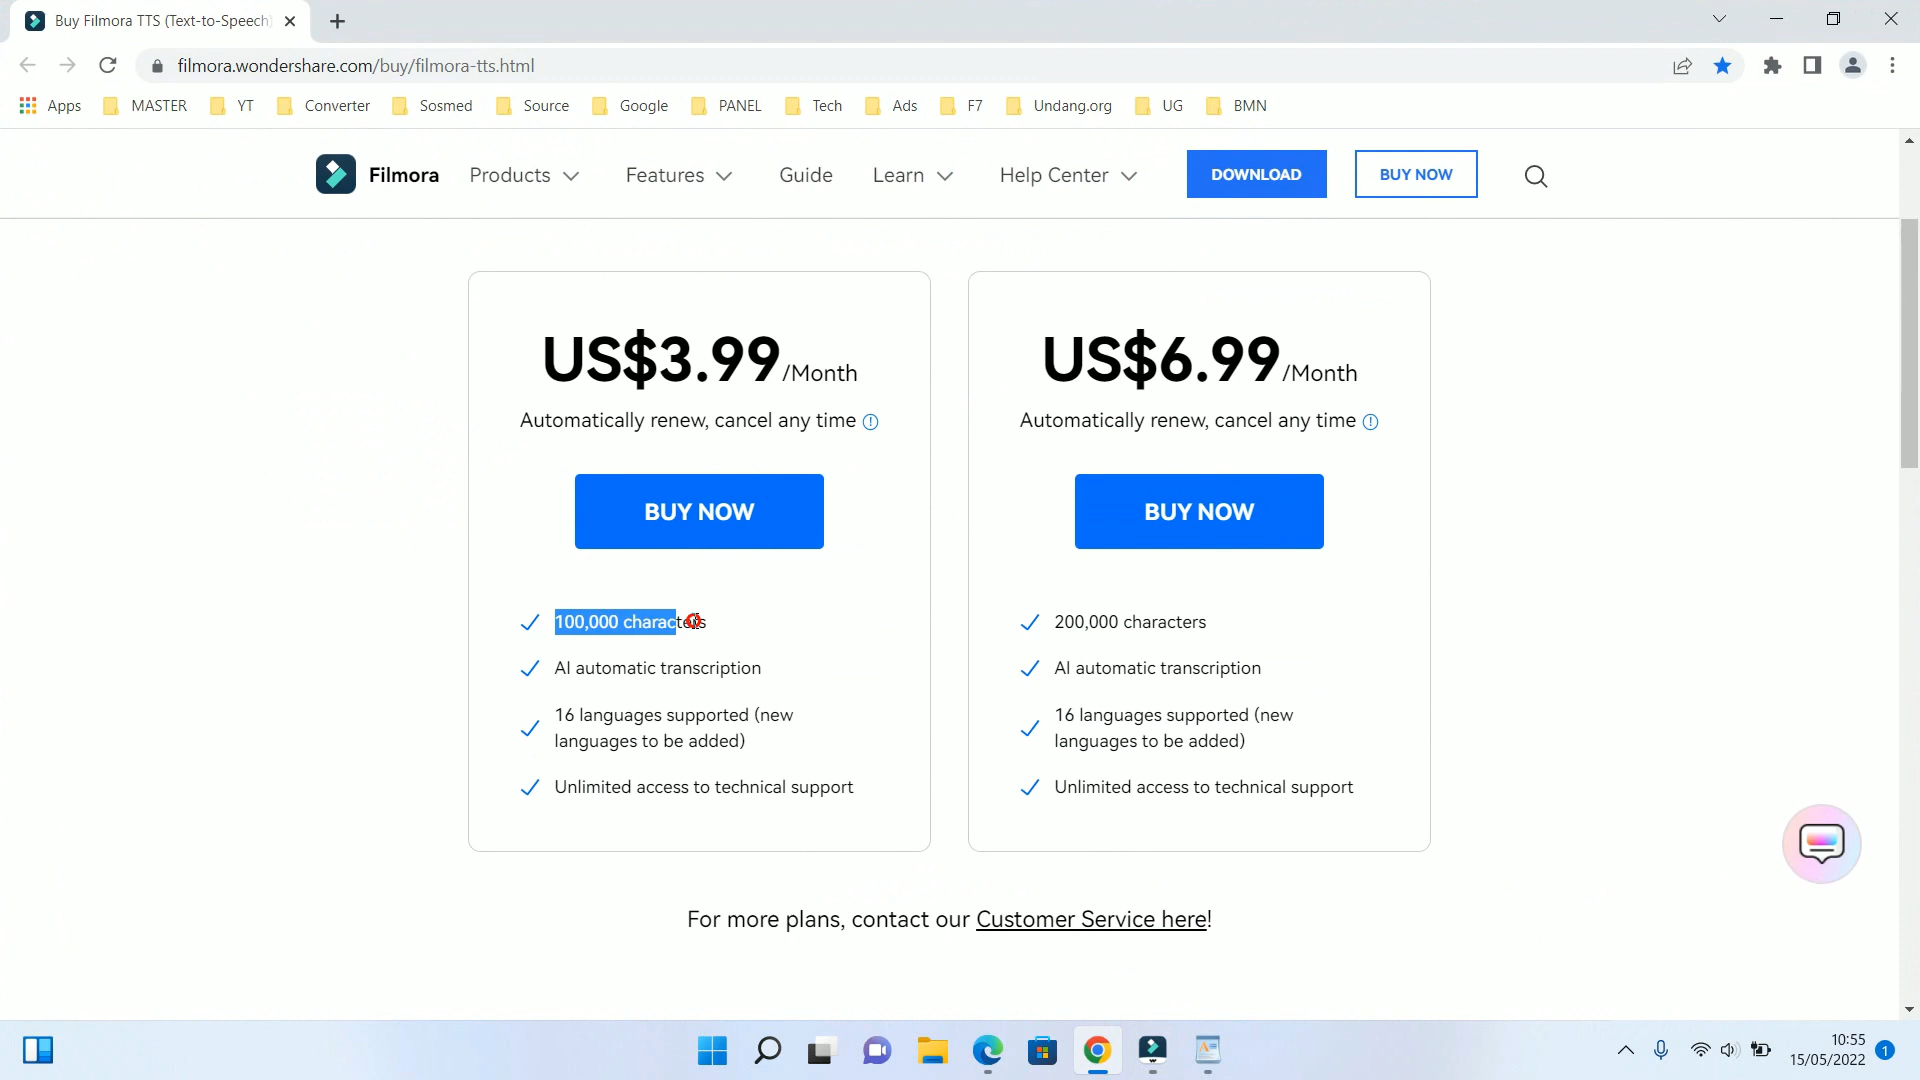 Buy Filmora TTS (Text-to-Speech)
filmora.wondershare.com/buy/filmora-tts.html
Apps MASTER YT Converter Sosmed Source Google PANEL Tech Ads F7 Undang.org UG BMN
Filmora Products Features Guide Learn Help Center DOWNLOAD BUY NOW
US$3.99/Month
Automatically renew, cancel any time
BUY NOW
100,000 characters
AI automatic transcription
16 languages supported (new
languages to be added)
Unlimited access to technical support
US$6.99/Month
Automatically renew, cancel any time
BUY NOW
200,000 characters
AI automatic transcription
16 languages supported (new
languages to be added)
Unlimited access to technical support
For more plans, contact our Customer Service here!
10:55
15/05/2022
1